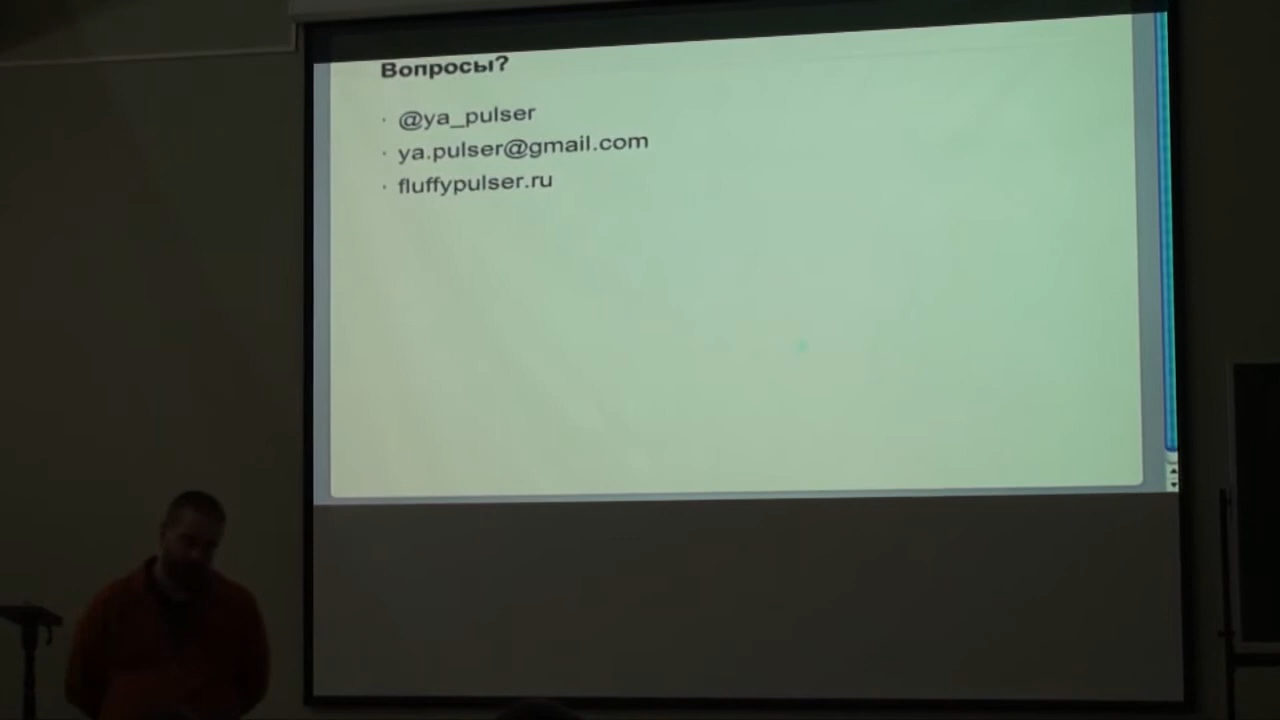 Вопросы?
· @ya_pulser
· ya.pulser@gmail.com
· fluffypulser.ru